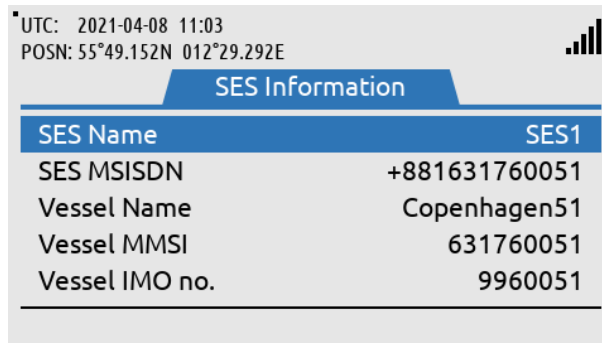 UTC: 2021-04-08 11:03
POSN: 55°49.152N 012°29.292E
SES Information
SES Name SES1
SES MSISDN +881631760051
Vessel Name Copenhagen51
Vessel MMSI 631760051
Vessel IMO no. 9960051